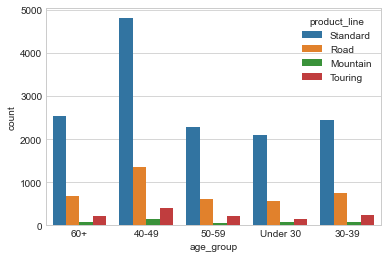 product_line
Standard
Road
Mountain
Touring
5000
4000
3000
2000
1000
0
count
60+ 40-49 50-59 Under 30 30-39
age_group